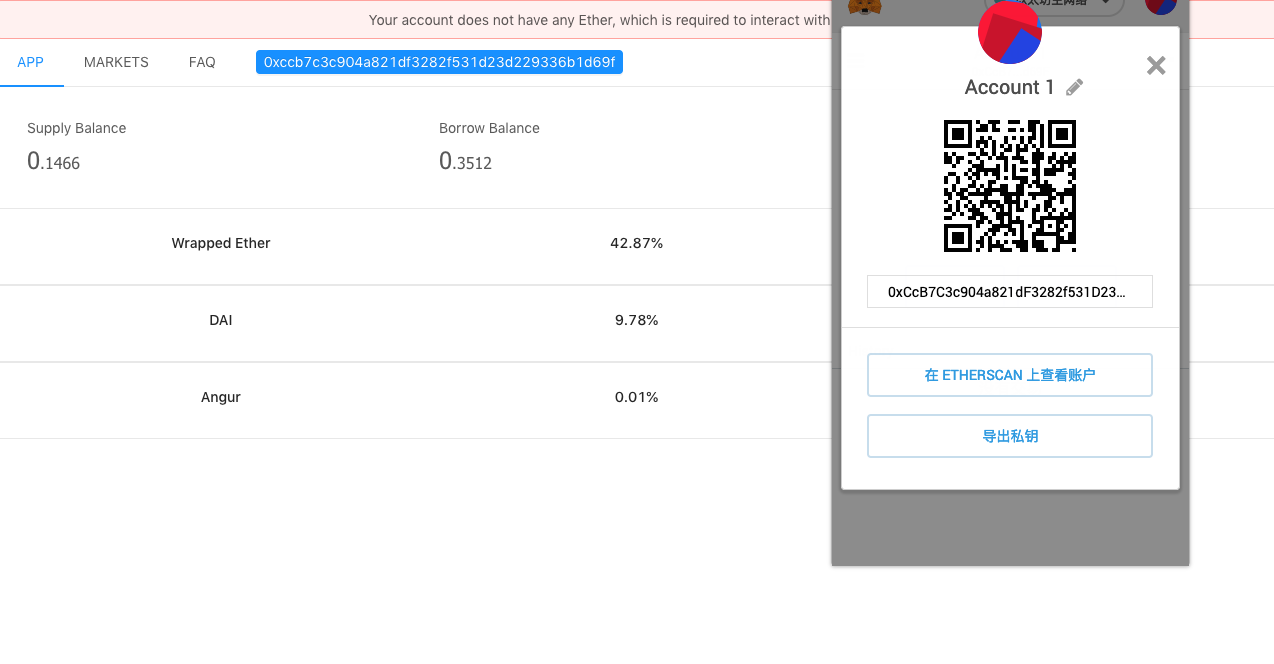 Your account does not have any Ether, which is required to interact with
APP MARKETS FAQ 0xccb7c3c904a821df3282f531d23d229336b1d69f
Supply Balance Borrow Balance
0.1466 0.3512
Wrapped Ether 42.87%
DAI 9.78%
Angur 0.01%
Account 1
0xCcB7C3c904a821dF3282f531D23...
在 ETHERSCAN 上查看账户
导出私钥